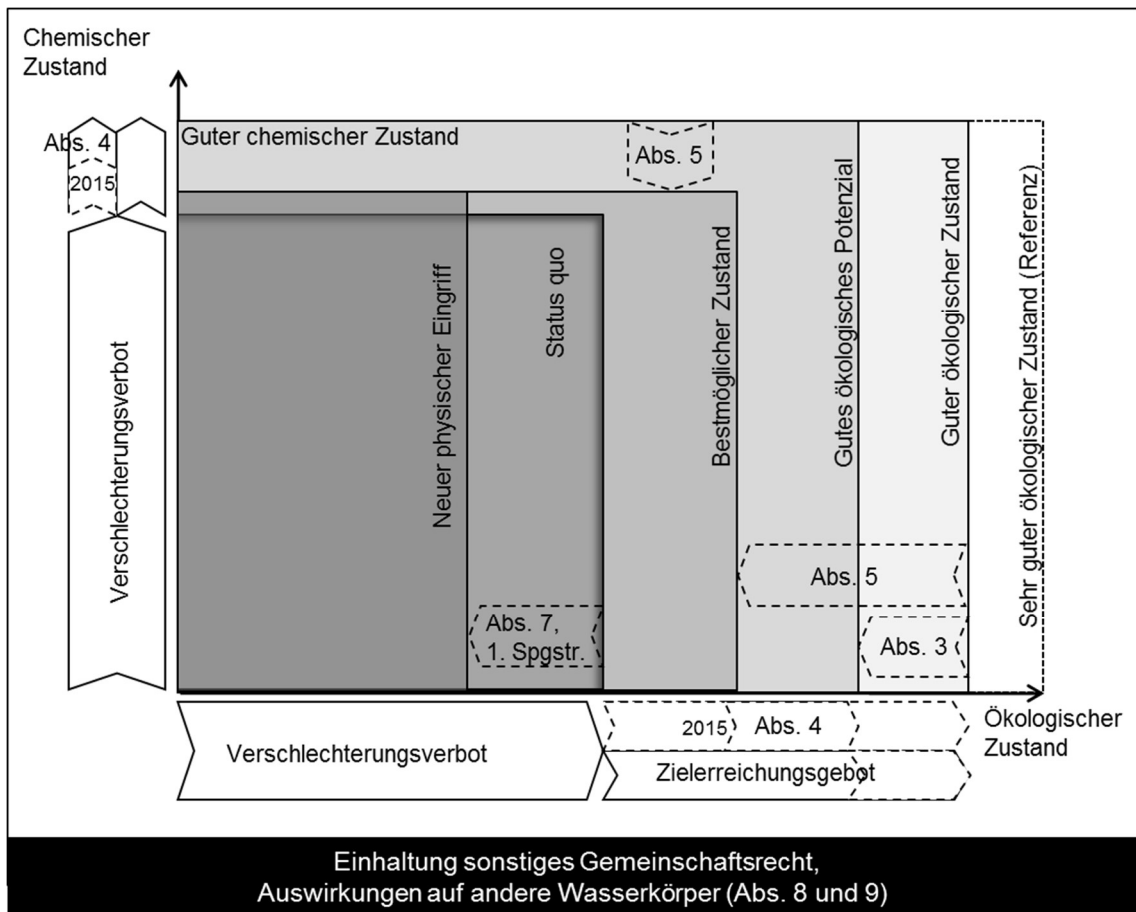 Chemischer
Zustand
Abs. 4
2015
Guter chemischer Zustand
Abs. 5
Verschlechterungsverbot
Neuer physischer Eingriff
Status quo
Bestmöglicher Zustand
Gutes ökologisches Potenzial
Guter ökologischer Zustand
Sehr guter ökologischer Zustand (Referenz)
Abs. 5
Abs. 7,
1. Spgstr.
Abs. 3
Verschlechterungsverbot
2015
Abs. 4
Zielerreichungsgebot
Ökologischer
Zustand
Einhaltung sonstiges Gemeinschaftsrecht,
Auswirkungen auf andere Wasserkörper (Abs. 8 und 9)